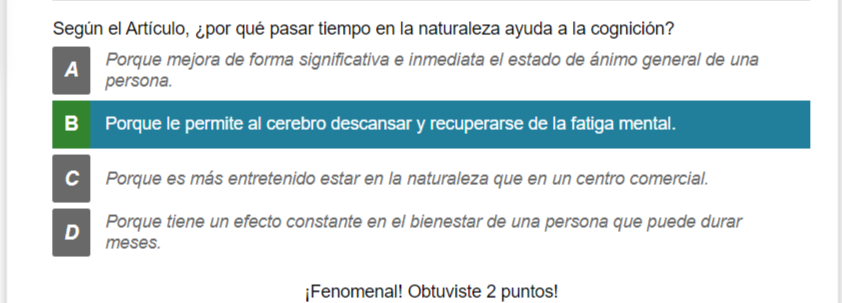 Según el Artículo, ¿por qué pasar tiempo en la naturaleza ayuda a la cognición?
A Porque mejora de forma significativa e inmediata el estado de ánimo general de una
persona.
B Porque le permite al cerebro descansar y recuperarse de la fatiga mental.
C Porque es más entretenido estar en la naturaleza que en un centro comercial.
D Porque tiene un efecto constante en el bienestar de una persona que puede durar
meses.
¡Fenomenal! Obtuviste 2 puntos!